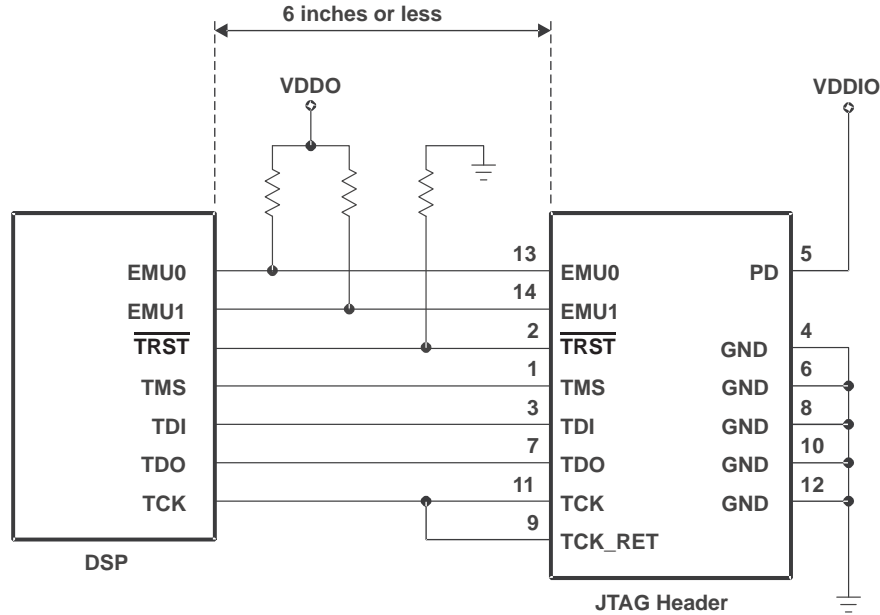 6 inches or less
VDDO
VDDIO
EMU0
13
EMU0
PD
5
EMU1
14
EMU1
TRST
2
TRST
GND
4
TMS
1
TMS
GND
6
TDI
3
TDI
GND
8
TDO
7
TDO
GND
10
TCK
11
TCK
GND
12
9
TCK_RET
DSP
JTAG Header